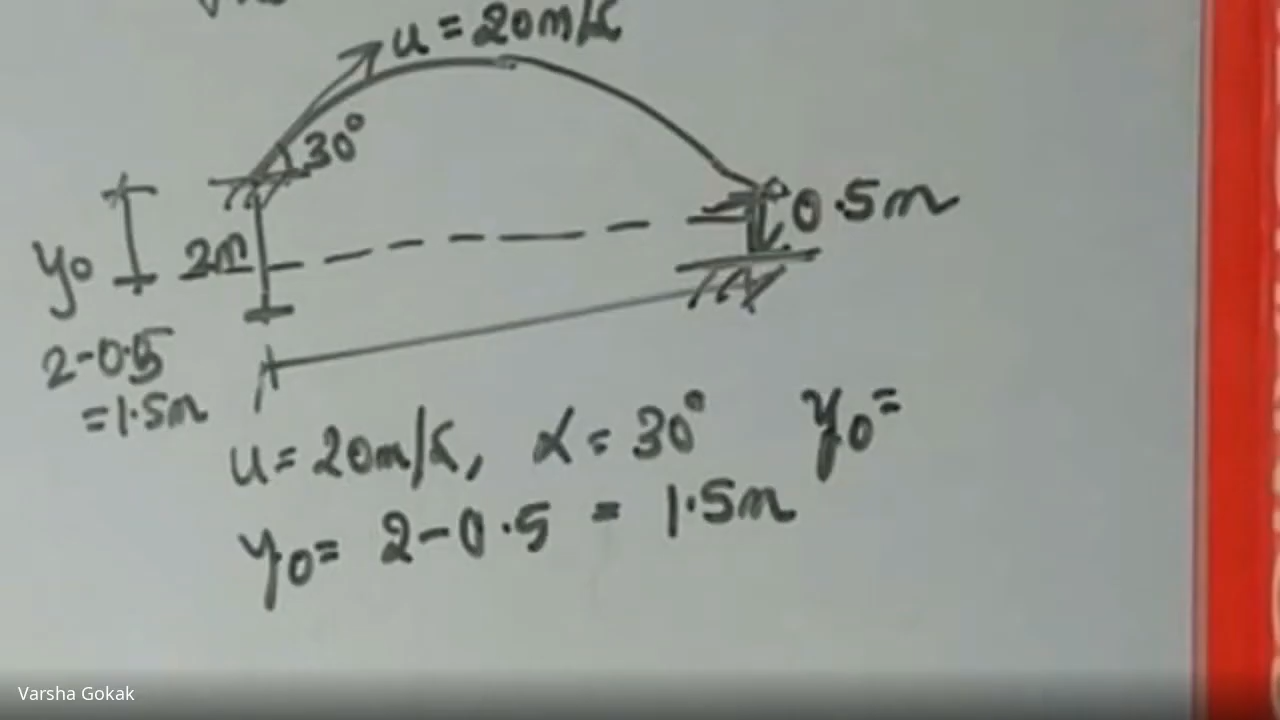 u = 20m/s
30°
0.5m
y0
2m
2-0.5
=1.5m
u = 20m/s, α = 30° y0=
y0= 2-0.5 = 1.5m
Varsha Gokak